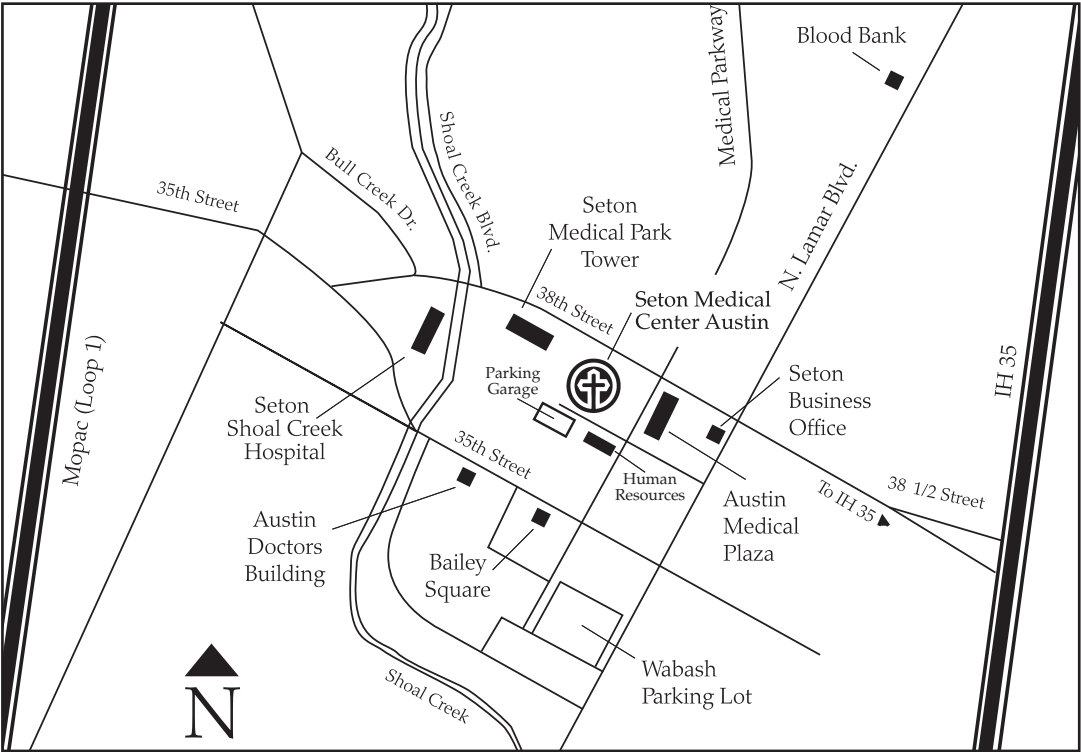 Blood Bank
Medical Parkway
Shoal Creek Blvd.
Bull Creek Dr.
35th Street
N. Lamar Blvd.
Seton
Medical Park
Tower
38th Street
Seton Medical
Center Austin
Mopac (Loop 1)
IH 35
Parking
Garage
Seton
Business
Office
Seton
Shoal Creek
Hospital
35th Street
Human
Resources
To IH 35
38 1/2 Street
Austin
Medical
Plaza
Austin
Doctors
Building
Bailey
Square
Wabash
Parking Lot
Shoal Creek
N